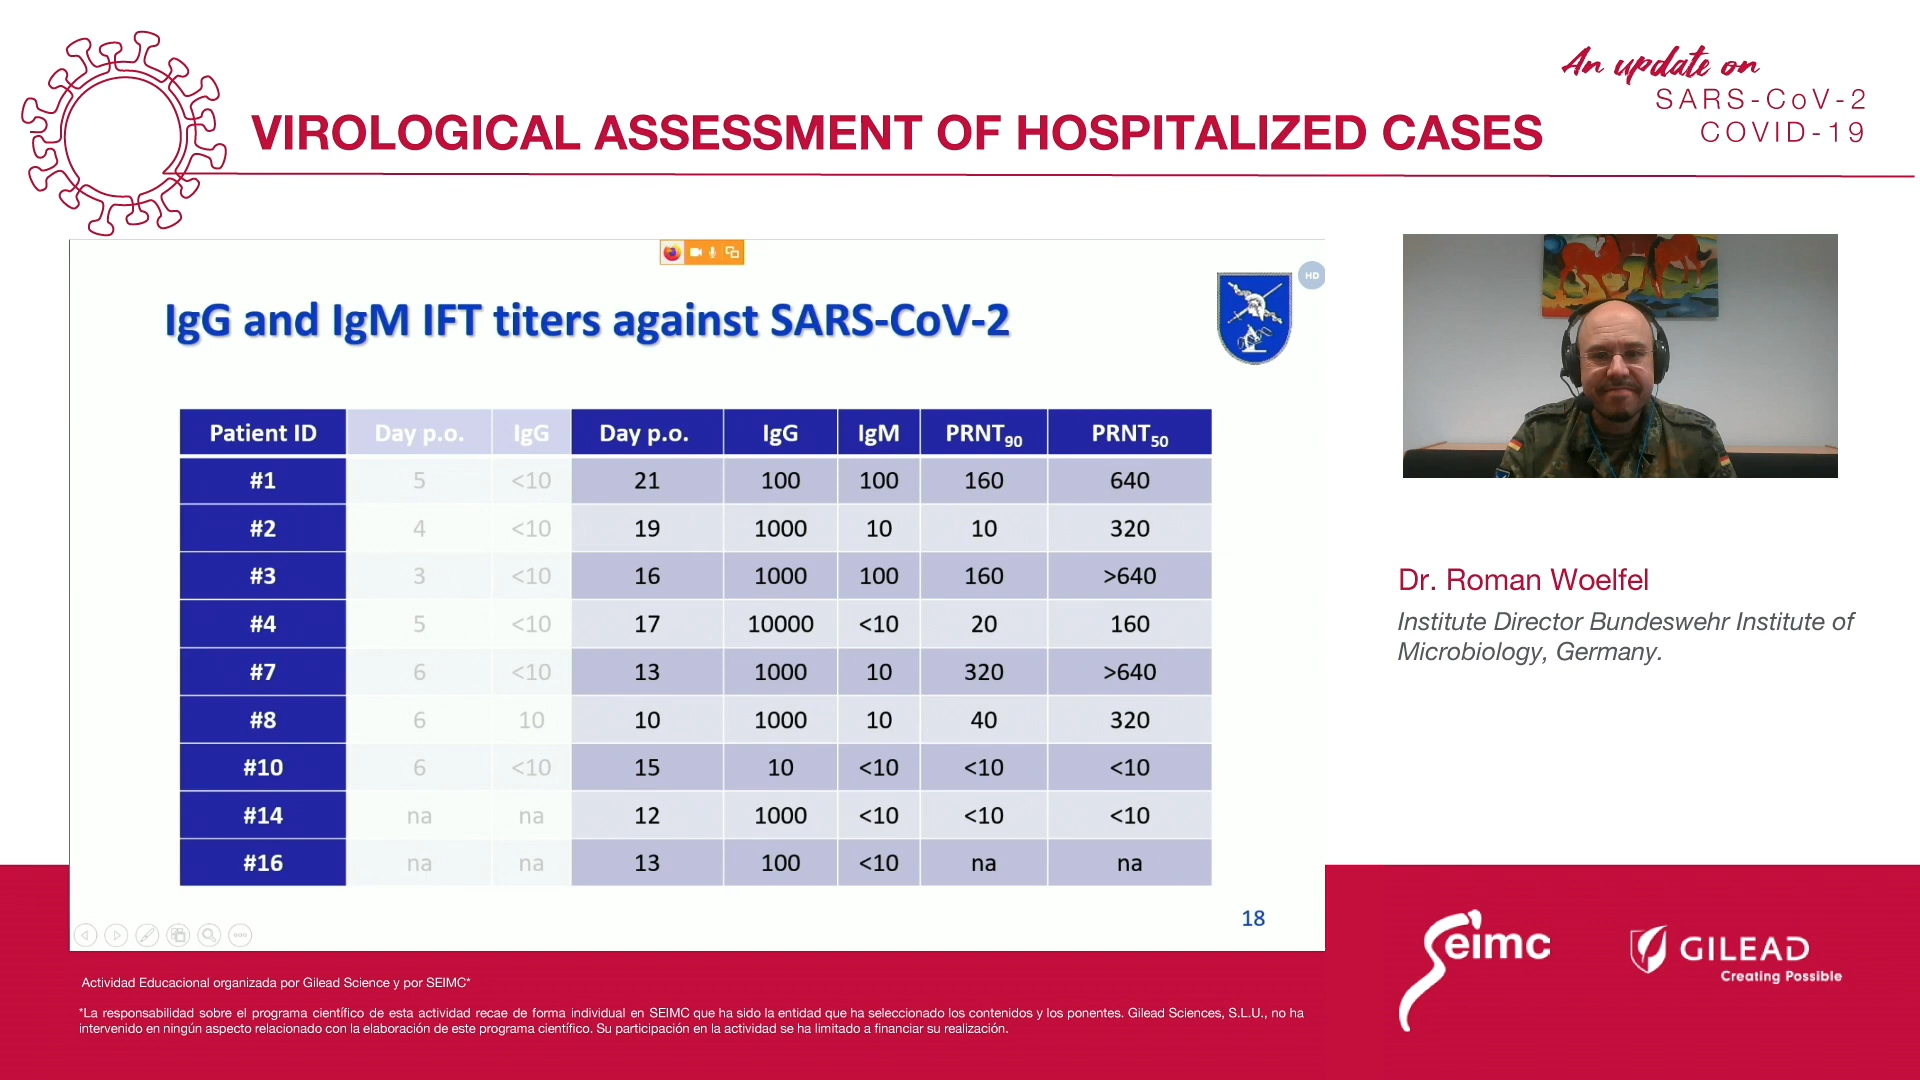 An update on
SARS-CoV-2
COVID-19
VIROLOGICAL ASSESSMENT OF HOSPITALIZED CASES
HD
IgG and IgM IFT titers against SARS-CoV-2
Patient ID Day p.o. IgG Day p.o. IgG IgM PRNT90 PRNT50
#1 5 <10 21 100 100 160 640
#2 4 <10 19 1000 10 10 320
#3 3 <10 16 1000 100 160 >640
#4 5 <10 17 10000 <10 20 160
#7 6 <10 13 1000 10 320 >640
#8 6 10 10 1000 10 40 320
#10 6 <10 15 10 <10 <10 <10
#14 na na 12 1000 <10 <10 <10
#16 na na 13 100 <10 na na
18
Dr. Roman Woelfel
Institute Director Bundeswehr Institute of
Microbiology, Germany.
Seimc
GILEAD
Creating Possible
Actividad Educacional organizada por Gilead Science y por SEIMC*
*La responsabilidad sobre el programa científico de esta actividad recae de forma individual en SEIMC que ha sido la entidad que ha seleccionado los contenidos y los ponentes. Gilead Sciences, S.L.U., no ha
intervenido en ningún aspecto relacionado con la elaboración de este programa científico. Su participación en la actividad se ha limitado a financiar su realización.